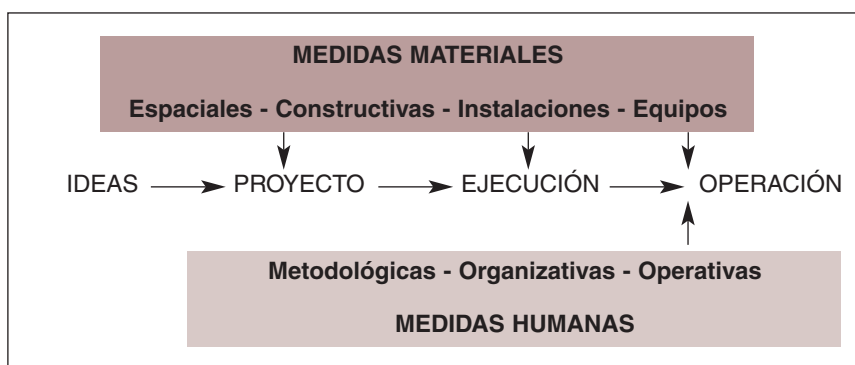 MEDIDAS MATERIALES
Espaciales - Constructivas - Instalaciones - Equipos
IDEAS PROYECTO EJECUCIÓN OPERACIÓN
Metodológicas - Organizativas - Operativas
MEDIDAS HUMANAS